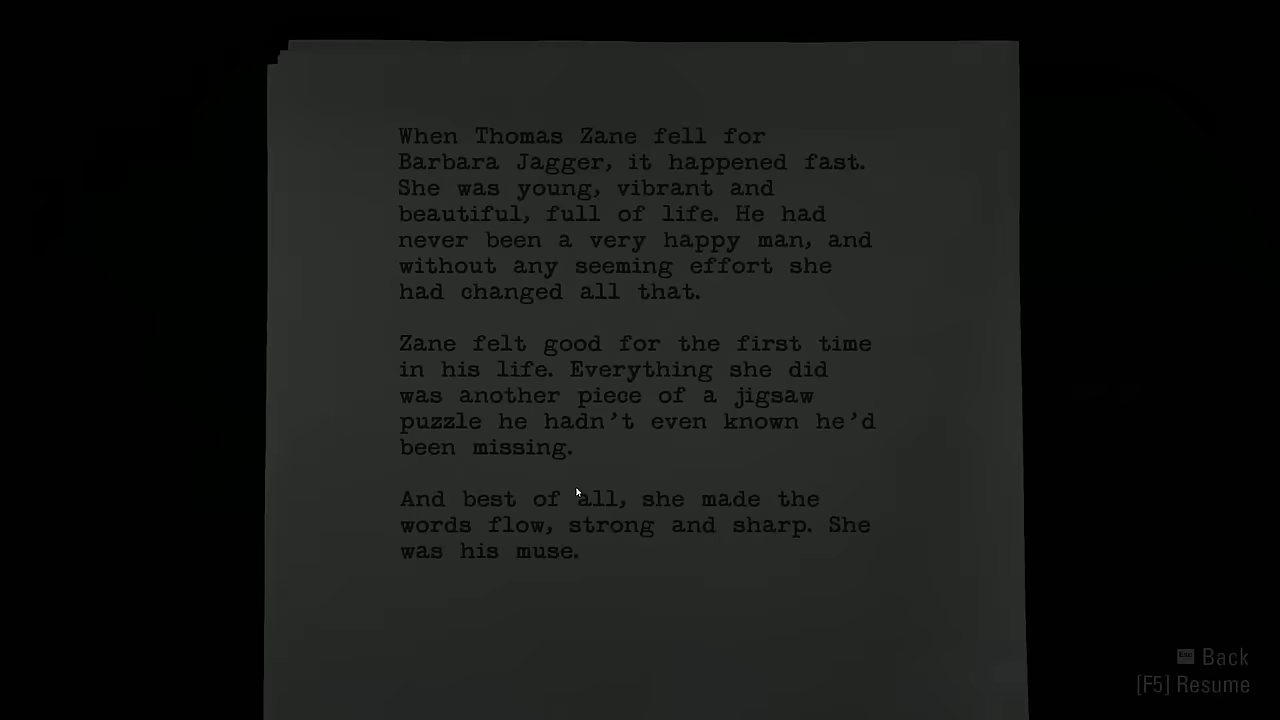 When Thomas Zane fell for
Barbara Jagger, it happened fast.
She was young, vibrant and
beautiful, full of life. He had
never been a very happy man, and
without any seeming effort she
had changed all that.
Zane felt good for the first time
in his life. Everything she did
was another piece of a jigsaw
puzzle he hadn't even known he'd
been missing.
And best of all, she made the
words flow, strong and sharp. She
was his muse.
Esc Back
[F5] Resume